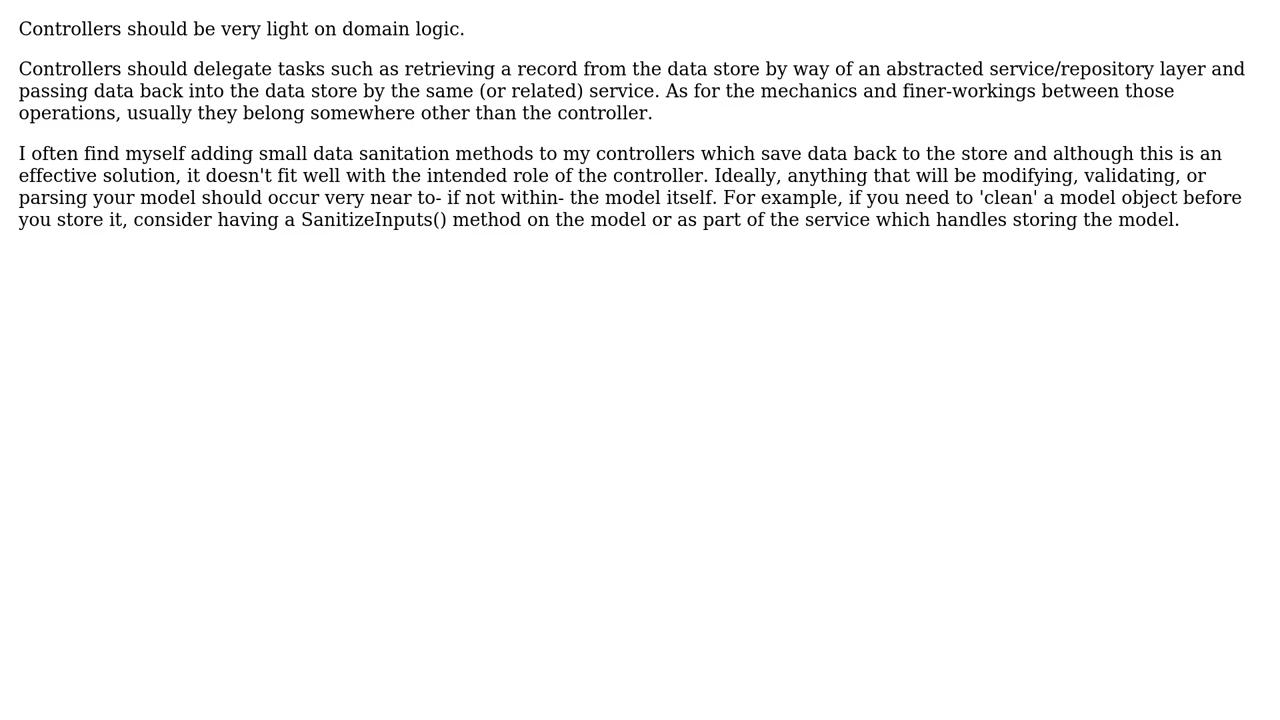 Controllers should be very light on domain logic.
Controllers should delegate tasks such as retrieving a record from the data store by way of an abstracted service/repository layer and
passing data back into the data store by the same (or related) service. As for the mechanics and finer-workings between those
operations, usually they belong somewhere other than the controller.
I often find myself adding small data sanitation methods to my controllers which save data back to the store and although this is an
effective solution, it doesn't fit well with the intended role of the controller. Ideally, anything that will be modifying, validating, or
parsing your model should occur very near to- if not within- the model itself. For example, if you need to 'clean' a model object before
you store it, consider having a SanitizeInputs() method on the model or as part of the service which handles storing the model.